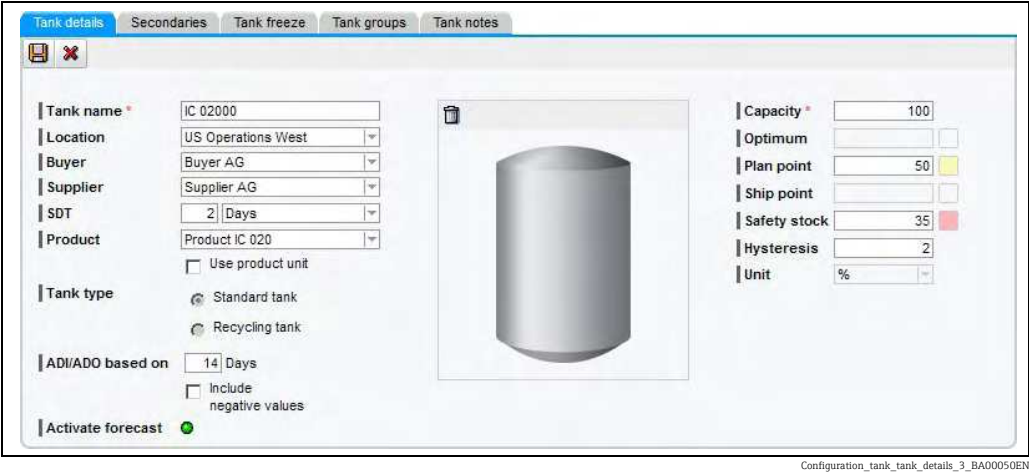 Tank details Secondaries Tank freeze Tank groups Tank notes
Tank name * IC 02000
Location US Operations West
Buyer Buyer AG
Supplier Supplier AG
SDT 2 Days
Product Product IC 020
Use product unit
Tank type Standard tank
Recycling tank
ADI/ADO based on 14 Days
Include
negative values
Activate forecast
Capacity * 100
Optimum
Plan point 50
Ship point
Safety stock 35
Hysteresis 2
Unit %
Configuration_tank_tank_details_3_BA00050EN